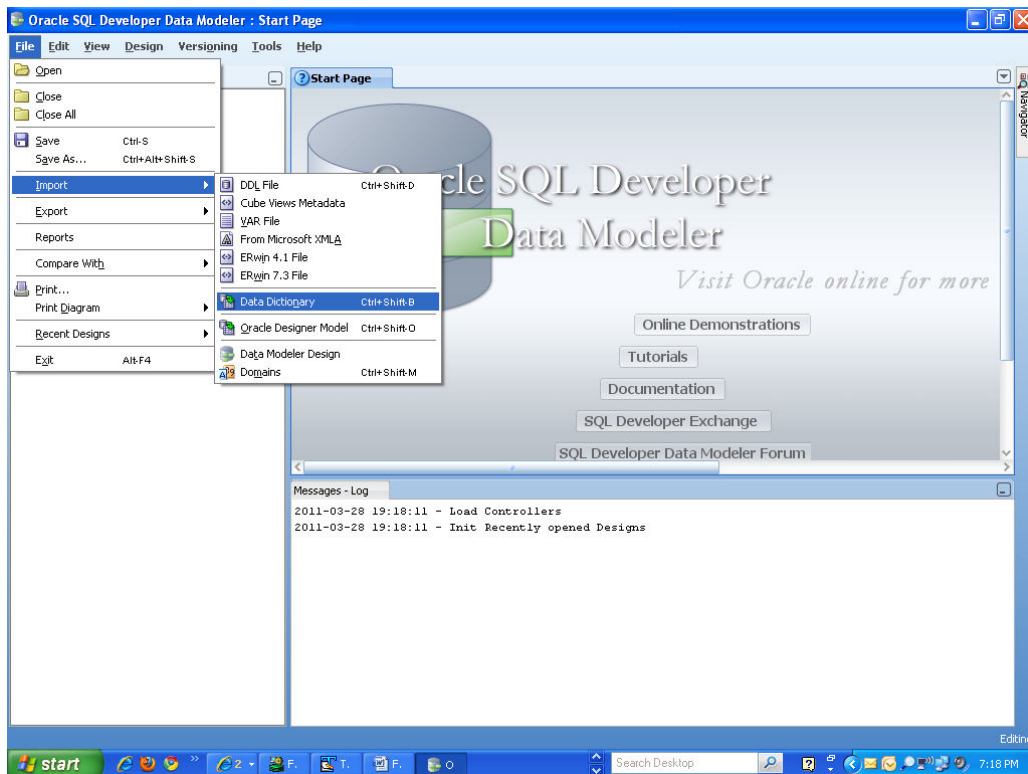 Oracle SQL Developer Data Modeler : Start Page
File Edit View Design Versioning Tools Help
Open
Close
Close All
Save Ctrl-S
Save As... Ctrl+Alt+Shift-S
Import
Export
Reports
Compare With
Print...
Print Diagram
Recent Designs
Exit Alt-F4
DDL File Ctrl+Shift-D
Cube Views Metadata
VAR File
From Microsoft XMLA
ERwin 4.1 File
ERwin 7.3 File
Data Dictionary Ctrl+Shift-B
Oracle Designer Model Ctrl+Shift-O
Data Modeler Design
Domains Ctrl+Shift-M
Start Page
Navigator
Oracle SQL Developer
Data Modeler
Visit Oracle online for more
Online Demonstrations
Tutorials
Documentation
SQL Developer Exchange
SQL Developer Data Modeler Forum
Messages - Log
2011-03-28 19:18:11 - Load Controllers
2011-03-28 19:18:11 - Init Recently opened Designs
Editin
start
2
F.
T.
F.
O
Search Desktop
7:18 PM